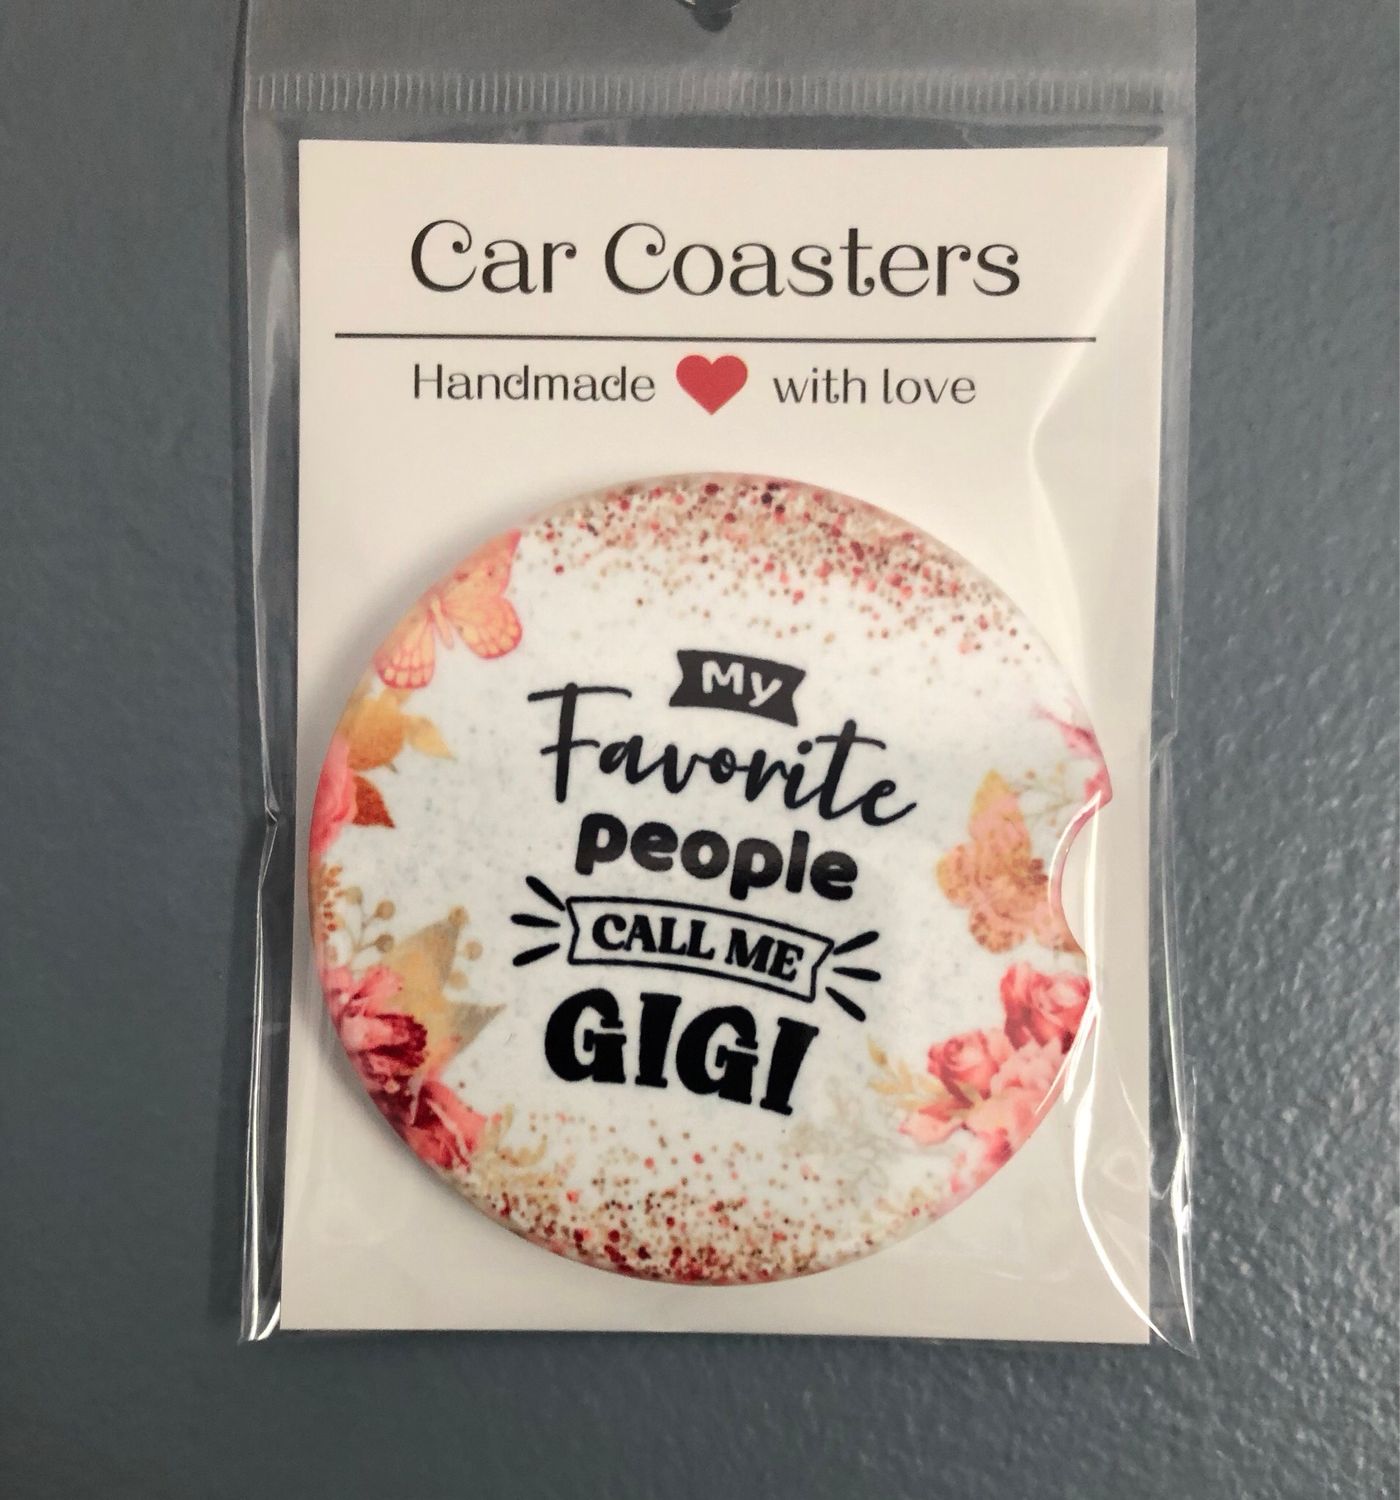 Car Coasters
Handmade with love
My
Favorite
people
CALL ME
GIGI